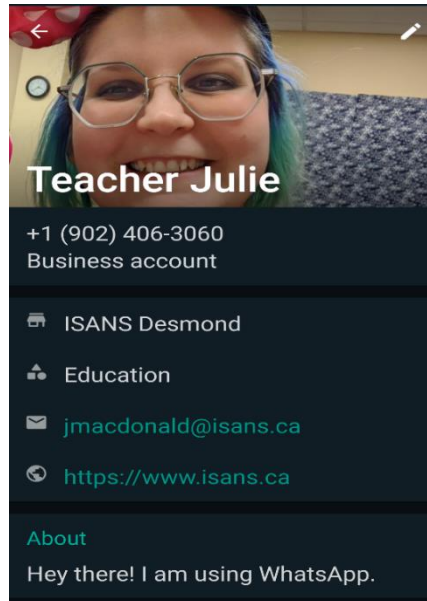 Teacher Julie
+1 (902) 406-3060
Business account
ISANS Desmond
Education
jmacdonald@isans.ca
https://www.isans.ca
About
Hey there! I am using WhatsApp.